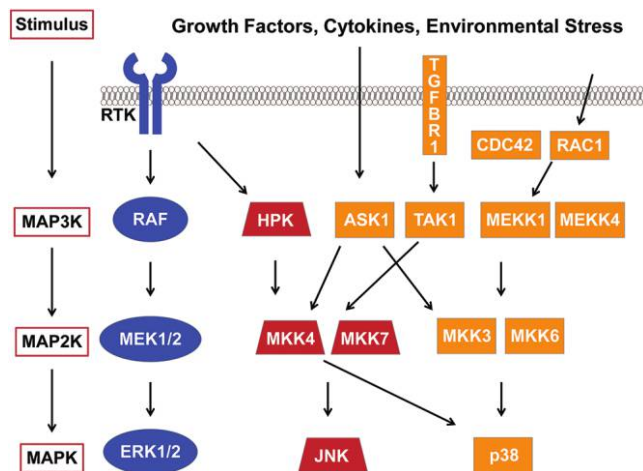 Stimulus
Growth Factors, Cytokines, Environmental Stress
RTK
TGFBR1
CDC42
RAC1
MAP3K
RAF
HPK
ASK1
TAK1
MEKK1
MEKK4
MAP2K
MEK1/2
MKK4
MKK7
MKK3
MKK6
MAPK
ERK1/2
JNK
p38